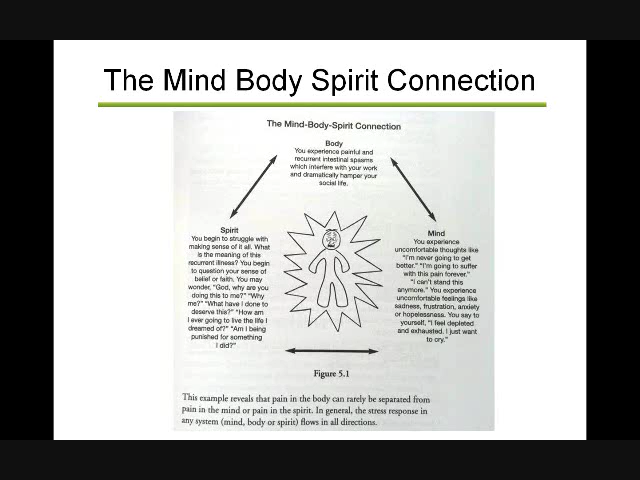 The Mind Body Spirit Connection
The Mind-Body-Spirit Connection
Body
You experience painful and
recurrent intestinal spasms
which interfere with your work
and dramatically hamper your
social life.
Spirit
You begin to struggle with
making sense of it all. What
is the meaning of this
recurrent illness? You begin
to question your sense of
belief or faith. You may
wonder, "God, why are you
doing this to me?" "Why
me?" "What have I done to
deserve this?" "How am
I ever going to live the life I
dreamed of?" "Am I being
punished for something
I did?"
Mind
You experience
uncomfortable thoughts like
"I'm never going to get
better." "I'm going to suffer
with this pain forever."
"I can't stand this
anymore." You experience
uncomfortable feelings like
sadness, frustration, anxiety
or hopelessness. You say to
yourself, "I feel depleted
and exhausted. I just want
to cry."
Figure 5.1
This example reveals that pain in the body can rarely be separated from
pain in the mind or pain in the spirit. In general, the stress response in
any system (mind, body or spirit) flows in all directions.